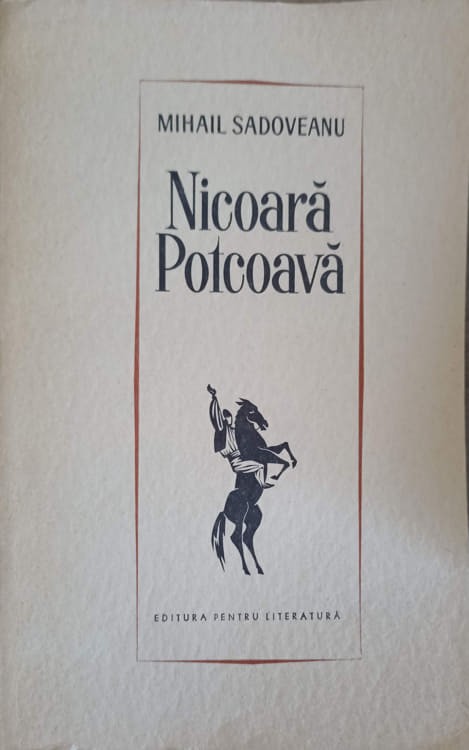 MIHAIL SADOVEANU
Nicoară
Potcoavă
EDITURA PENTRU LITERATURĂ